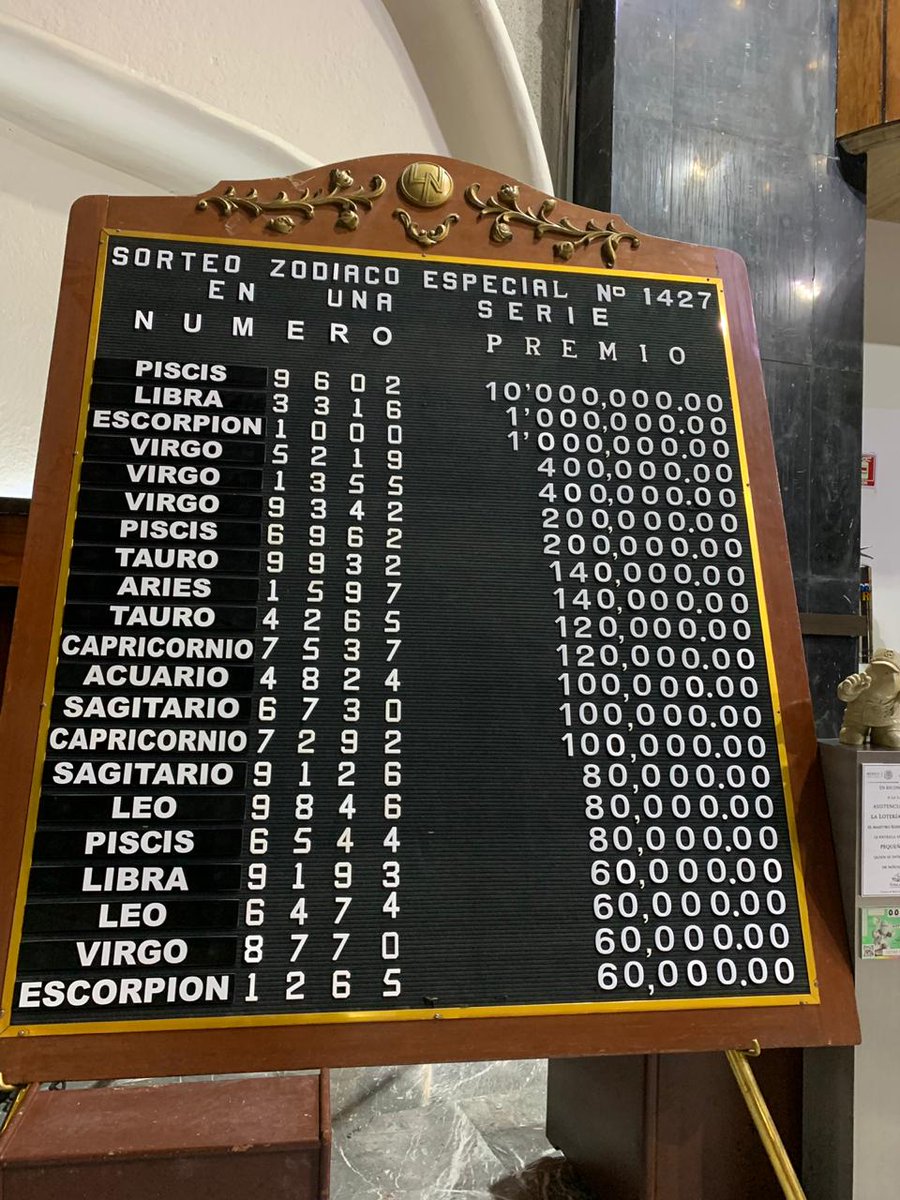 LN
SORTEO ZODIACO ESPECIAL Nº 1427
EN UNA SERIE
NUMERO PREMIO
PISCIS 9602 10'000,000.00
LIBRA 3316 1'000,000.00
ESCORPION 1000 1'000,000.00
VIRGO 5219 400,000.00
VIRGO 1355 400,000.00
VIRGO 9342 200,000.00
PISCIS 6962 200,000.00
TAURO 9932 140,000.00
ARIES 1597 140,000.00
TAURO 4265 120,000.00
CAPRICORNIO 7537 120,000.00
ACUARIO 4824 100,000.00
SAGITARIO 6730 100,000.00
CAPRICORNIO 7292 100,000.00
SAGITARIO 9126 80,000.00
LEO 9846 80,000.00
PISCIS 6544 80,000.00
LIBRA 9193 60,000.00
LEO 6474 60,000.00
VIRGO 8770 60,000.00
ESCORPION 1265 60,000.00
MÉXICO
A LA
LA LOTERÍA